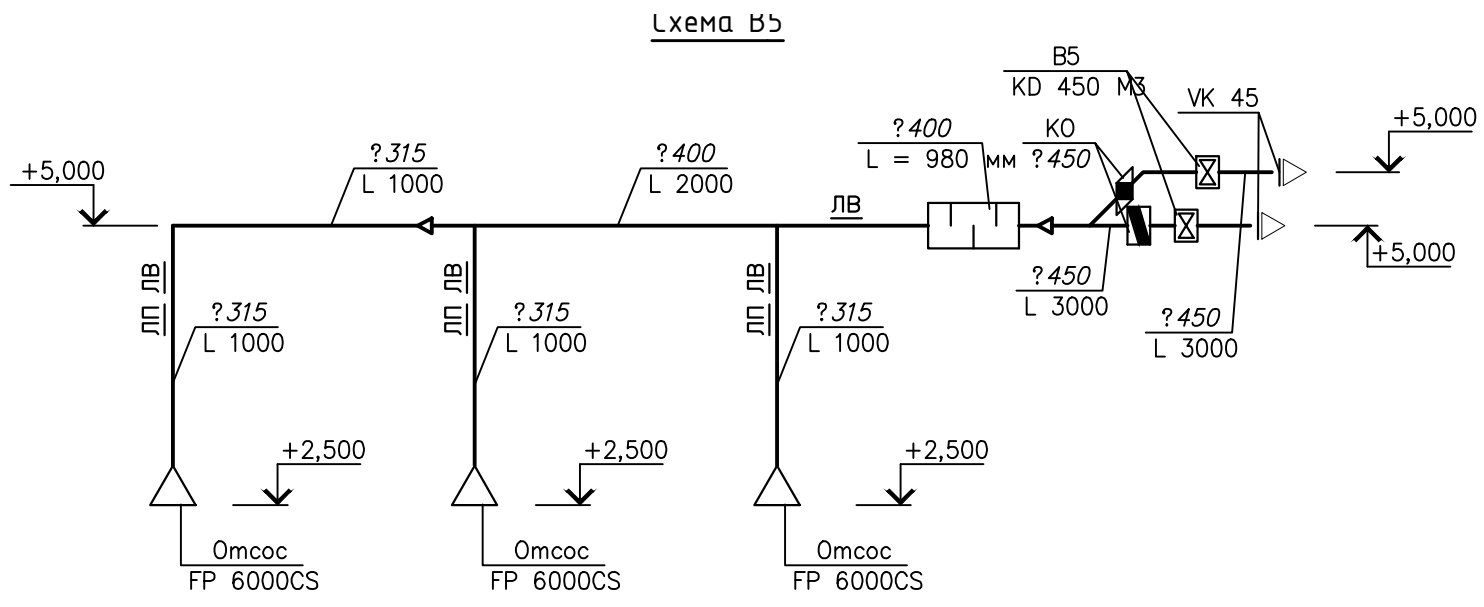 Схема В5
В5
KD 450 М3
VK 45
+5,000
?400
L = 980 мм
КО
?450
+5,000
?315
L 1000
?400
L 2000
ЛВ
+5,000
?450
L 3000
?450
L 3000
ЛП ЛВ
ЛП ЛВ
ЛП ЛВ
?315
L 1000
?315
L 1000
?315
L 1000
+2,500
+2,500
+2,500
Отсос
FP 6000CS
Отсос
FP 6000CS
Отсос
FP 6000CS